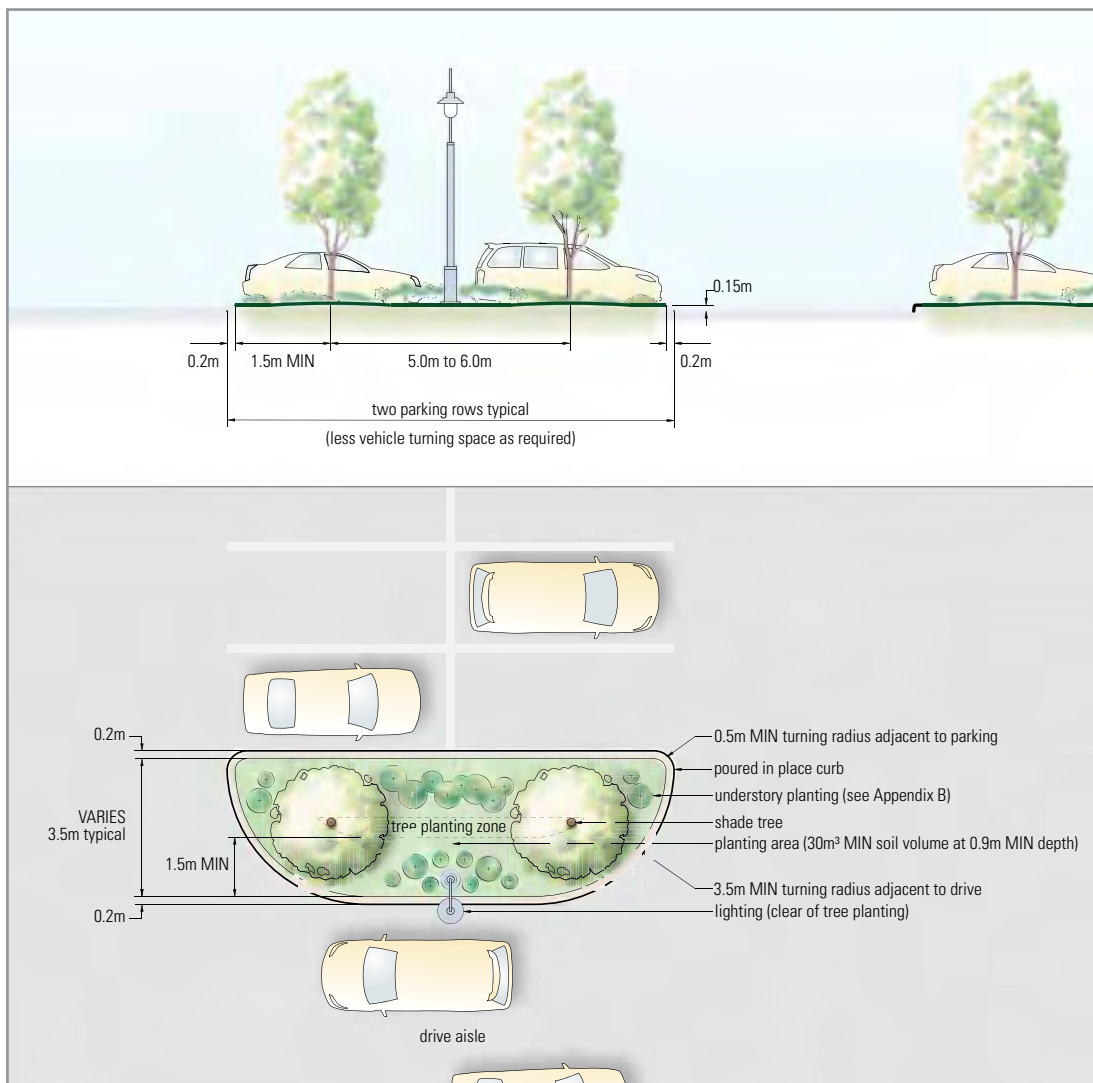 0.15m
0.2m
1.5m MIN
5.0m to 6.0m
0.2m
two parking rows typical
(less vehicle turning space as required)
0.2m
0.5m MIN turning radius adjacent to parking
poured in place curb
understory planting (see Appendix B)
VARIES
3.5m typical
tree planting zone
shade tree
planting area (30m³ MIN soil volume at 0.9m MIN depth)
1.5m MIN
3.5m MIN turning radius adjacent to drive
0.2m
lighting (clear of tree planting)
drive aisle